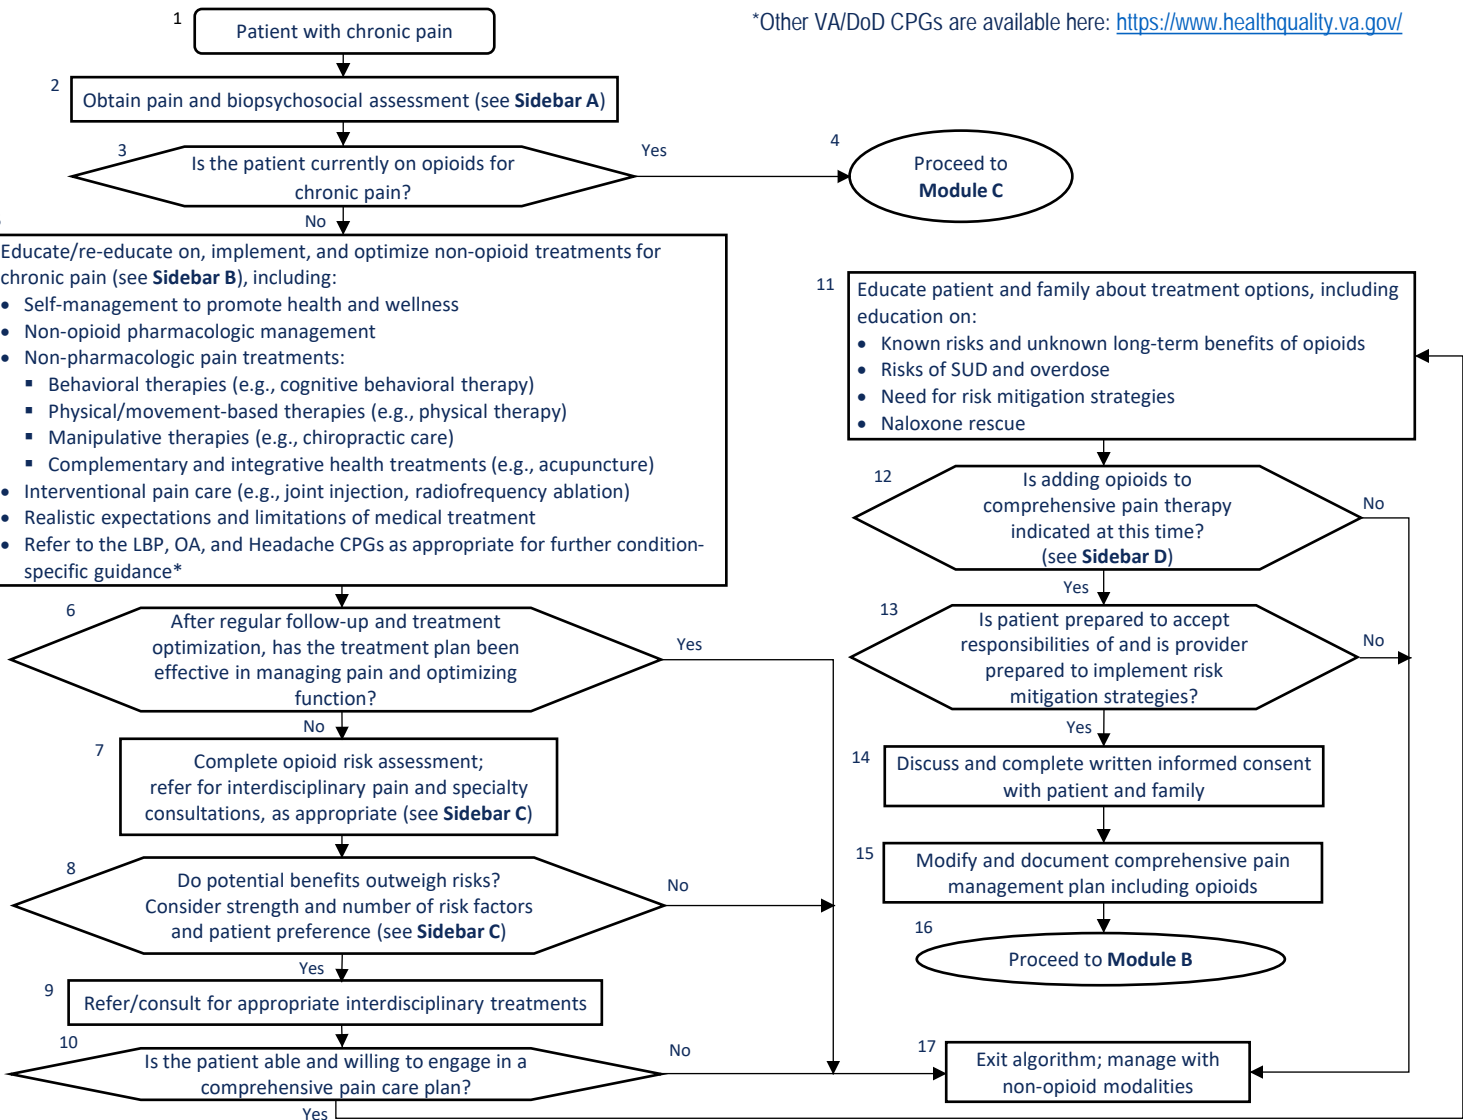 *Other VA/DoD CPGs are available here: https://www.healthquality.va.gov/
1
Patient with chronic pain
2
Obtain pain and biopsychosocial assessment (see Sidebar A)
3
Is the patient currently on opioids for
chronic pain?
Yes
No
4
Proceed to
Module C
Educate/re-educate on, implement, and optimize non-opioid treatments for
chronic pain (see Sidebar B), including:
• Self-management to promote health and wellness
• Non-opioid pharmacologic management
• Non-pharmacologic pain treatments:
▪ Behavioral therapies (e.g., cognitive behavioral therapy)
▪ Physical/movement-based therapies (e.g., physical therapy)
▪ Manipulative therapies (e.g., chiropractic care)
▪ Complementary and integrative health treatments (e.g., acupuncture)
• Interventional pain care (e.g., joint injection, radiofrequency ablation)
• Realistic expectations and limitations of medical treatment
• Refer to the LBP, OA, and Headache CPGs as appropriate for further condition-
specific guidance*
6
After regular follow-up and treatment
optimization, has the treatment plan been
effective in managing pain and optimizing
function?
Yes
No
7
Complete opioid risk assessment;
refer for interdisciplinary pain and specialty
consultations, as appropriate (see Sidebar C)
8
Do potential benefits outweigh risks?
Consider strength and number of risk factors
and patient preference (see Sidebar C)
No
Yes
9
Refer/consult for appropriate interdisciplinary treatments
10
Is the patient able and willing to engage in a
comprehensive pain care plan?
No
Yes
11
Educate patient and family about treatment options, including
education on:
• Known risks and unknown long-term benefits of opioids
• Risks of SUD and overdose
• Need for risk mitigation strategies
• Naloxone rescue
12
Is adding opioids to
comprehensive pain therapy
indicated at this time?
(see Sidebar D)
No
Yes
13
Is patient prepared to accept
responsibilities of and is provider
prepared to implement risk
mitigation strategies?
No
Yes
14
Discuss and complete written informed consent
with patient and family
15
Modify and document comprehensive pain
management plan including opioids
16
Proceed to Module B
17
Exit algorithm; manage with
non-opioid modalities